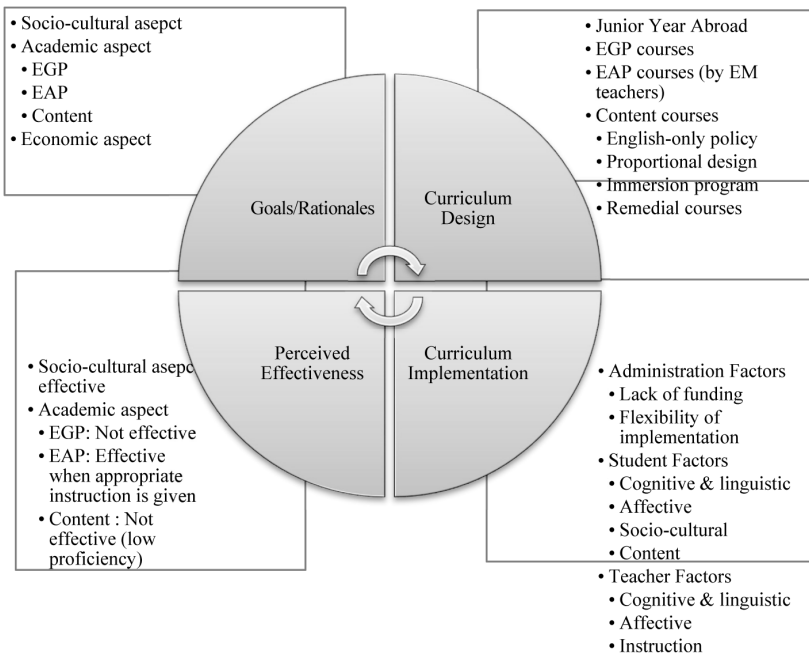 • Socio-cultural asepct
• Academic aspect
• EGP
• EAP
• Content
• Economic aspect
• Junior Year Abroad
• EGP courses
• EAP courses (by EM
teachers)
• Content courses
• English-only policy
• Proportional design
• Immersion program
• Remedial courses
Goals/Rationales
Curriculum
Design
Perceived
Effectiveness
Curriculum
Implementation
• Socio-cultural asepc
effective
• Academic aspect
• EGP: Not effective
• EAP: Effective
when appropriate
instruction is given
• Content : Not
effective (low
proficiency)
• Administration Factors
• Lack of funding
• Flexibility of
implementation
• Student Factors
• Cognitive & linguistic
• Affective
• Socio-cultural
• Content
• Teacher Factors
• Cognitive & linguistic
• Affective
• Instruction